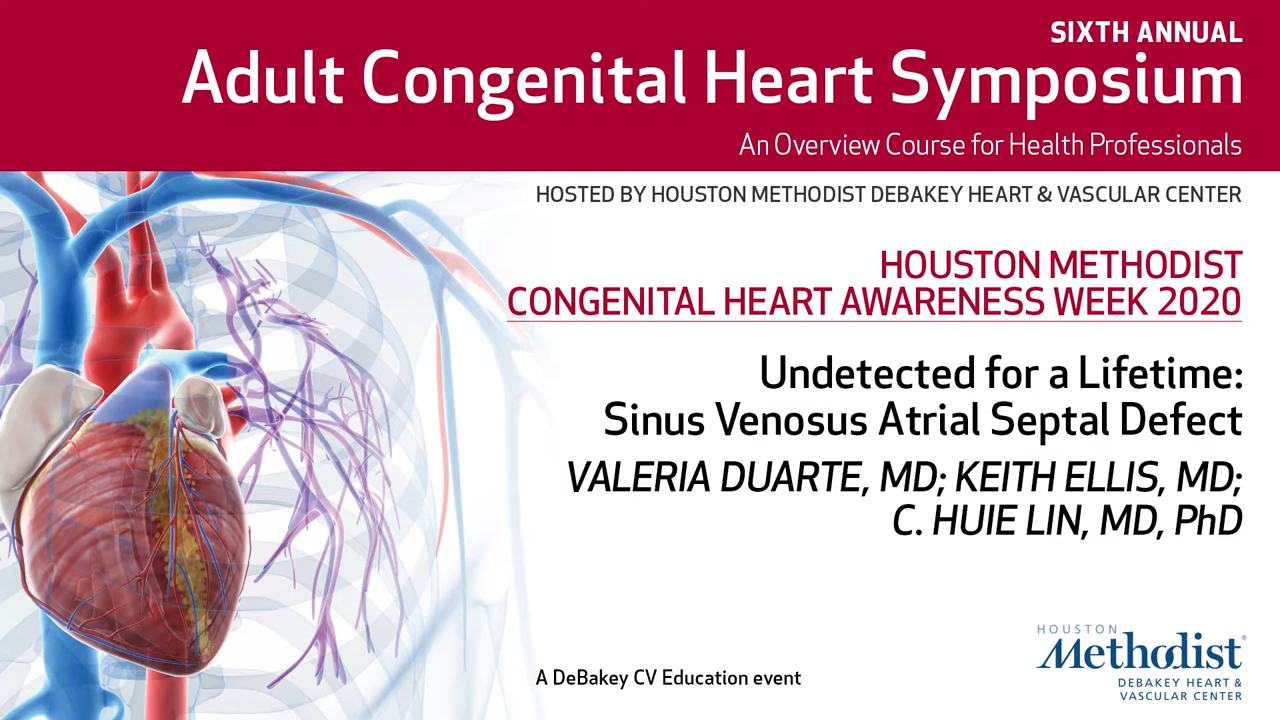 SIXTH ANNUAL
Adult Congenital Heart Symposium
An Overview Course for Health Professionals
HOSTED BY HOUSTON METHODIST DEBAKEY HEART & VASCULAR CENTER
HOUSTON METHODIST
CONGENITAL HEART AWARENESS WEEK 2020
Undetected for a Lifetime:
Sinus Venosus Atrial Septal Defect
VALERIA DUARTE, MD; KEITH ELLIS, MD;
C. HUIE LIN, MD, PhD
A DeBakey CV Education event
HOUSTON
Methodist®
DEBAKEY HEART &
VASCULAR CENTER